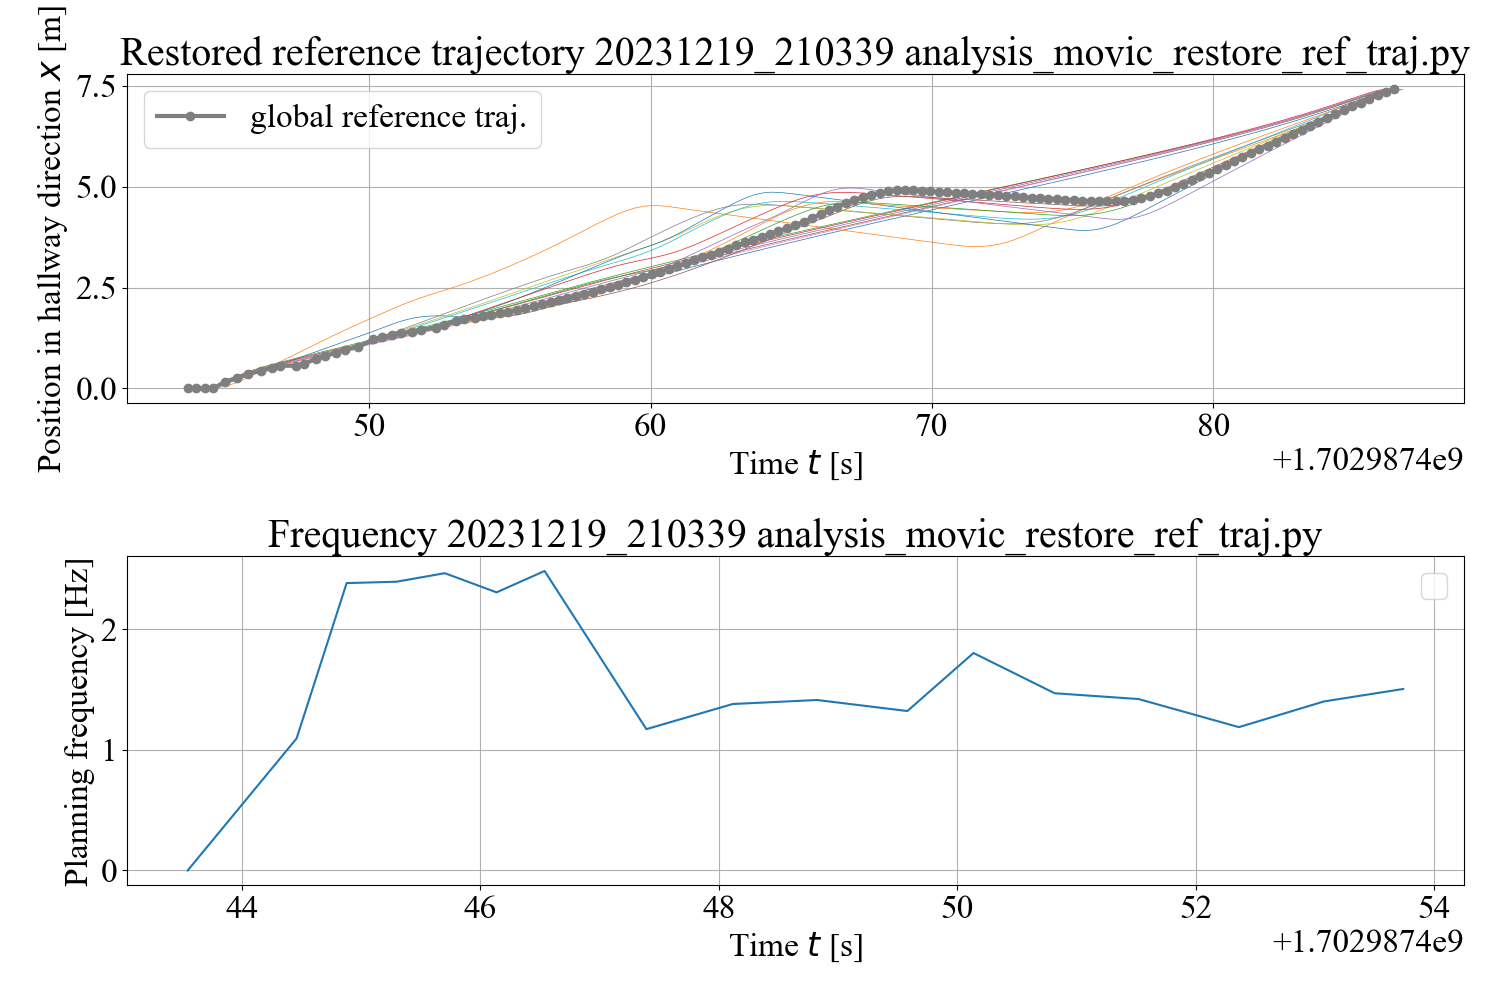 Restored reference trajectory 20231219_210339 analysis_movic_restore_ref_traj.py
Position in hallway direction x [m]
7.5
5.0
2.5
0.0
global reference traj.
50 60 70 80
Time t [s]
+1.7029874e9
Frequency 20231219_210339 analysis_movic_restore_ref_traj.py
Planning frequency [Hz]
2
1
0
44 46 48 50 52 54
Time t [s]
+1.7029874e9